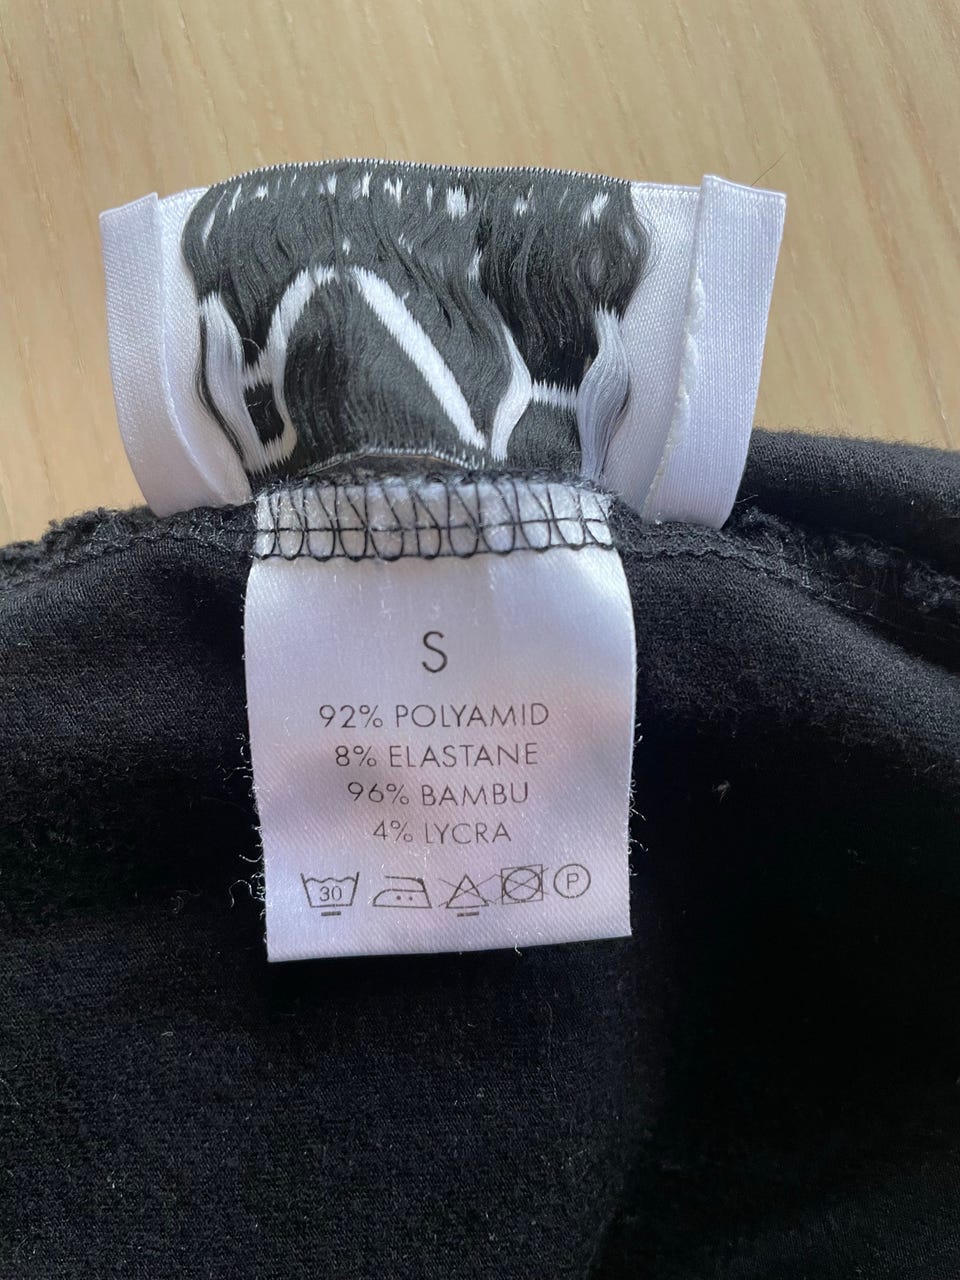 S
92% POLYAMID
8% ELASTANE
96% BAMBU
4% LYCRA
30 P